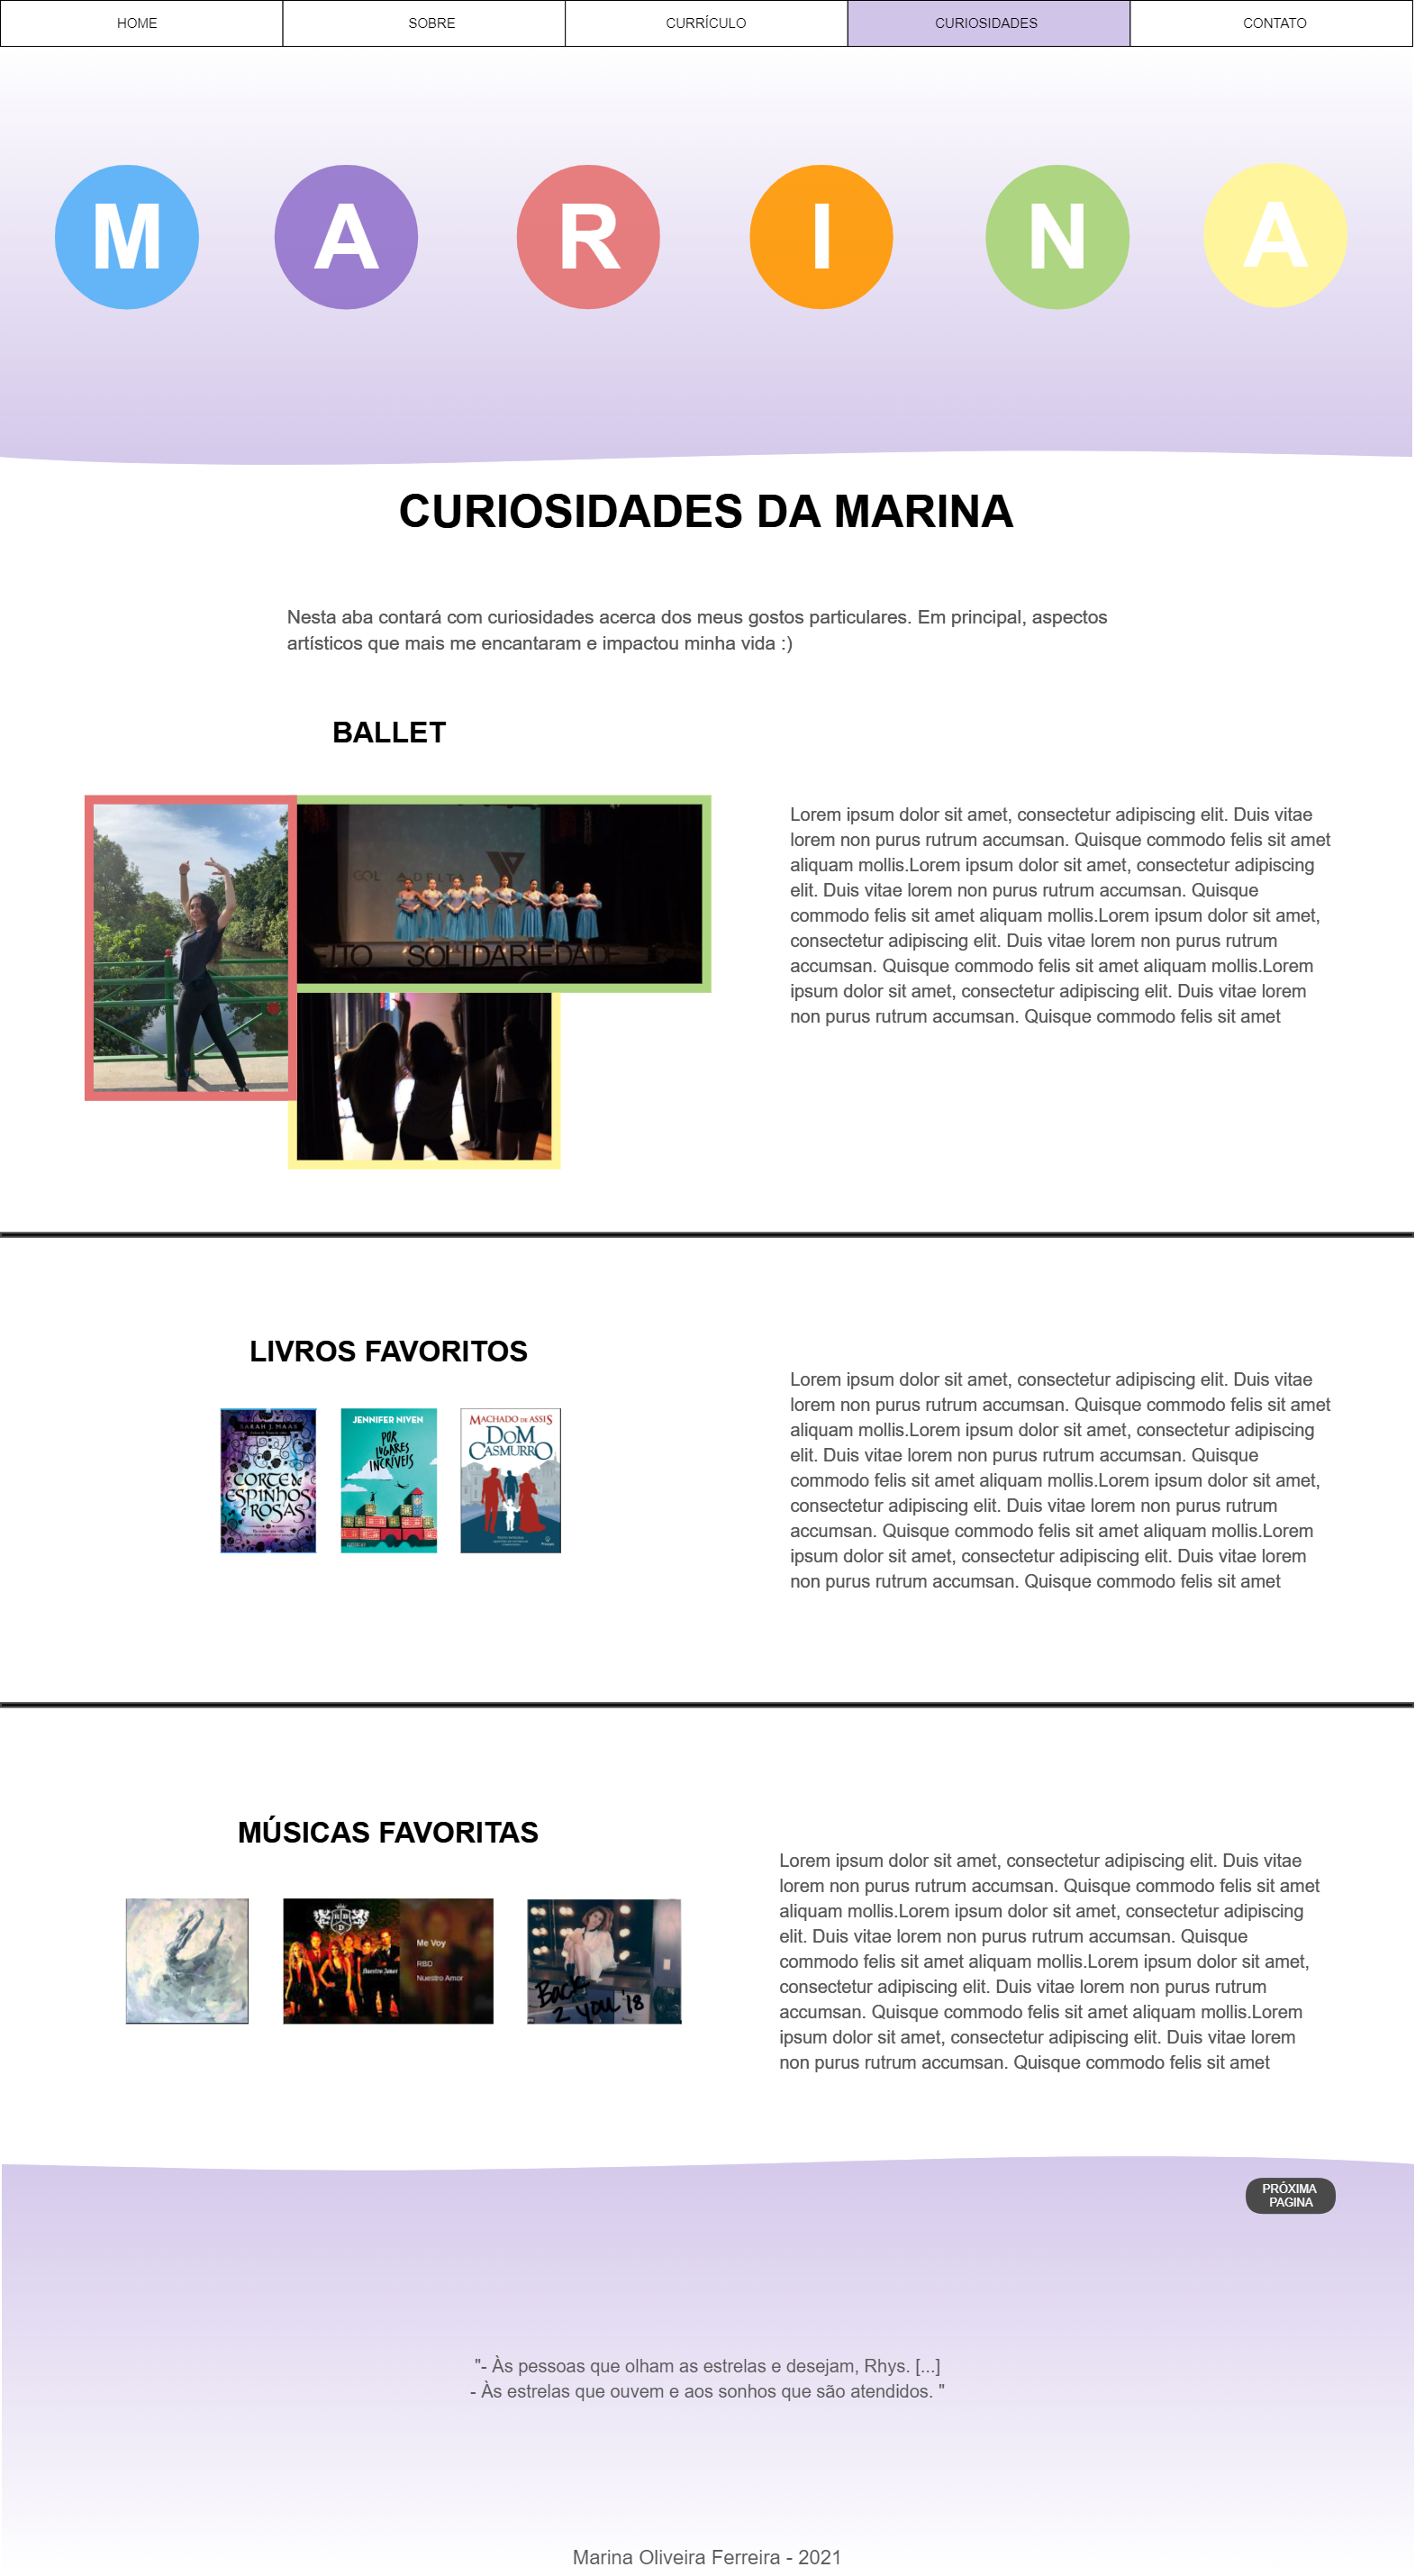 HOME
SOBRE
CURRÍCULO
CURIOSIDADES
CONTATO
M A R I N A
CURIOSIDADES DA MARINA
Nesta aba contará com curiosidades acerca dos meus gostos particulares. Em principal, aspectos
artísticos que mais me encantaram e impactou minha vida :)
BALLET
GOL DELTA
EITO SOLIDARIEDADE
Lorem ipsum dolor sit amet, consectetur adipiscing elit. Duis vitae
lorem non purus rutrum accumsan. Quisque commodo felis sit amet
aliquam mollis.Lorem ipsum dolor sit amet, consectetur adipiscing
elit. Duis vitae lorem non purus rutrum accumsan. Quisque
commodo felis sit amet aliquam mollis.Lorem ipsum dolor sit amet,
consectetur adipiscing elit. Duis vitae lorem non purus rutrum
accumsan. Quisque commodo felis sit amet aliquam mollis.Lorem
ipsum dolor sit amet, consectetur adipiscing elit. Duis vitae lorem
non purus rutrum accumsan. Quisque commodo felis sit amet
LIVROS FAVORITOS
SARAH J. MAAS
CORTE de
ESPINHOS
e ROSAS
JENNIFER NIVEN
POR
LUGARES
INCRÍVEIS
MACHADO DE ASSIS
DOM
CASMURRO
Lorem ipsum dolor sit amet, consectetur adipiscing elit. Duis vitae
lorem non purus rutrum accumsan. Quisque commodo felis sit amet
aliquam mollis.Lorem ipsum dolor sit amet, consectetur adipiscing
elit. Duis vitae lorem non purus rutrum accumsan. Quisque
commodo felis sit amet aliquam mollis.Lorem ipsum dolor sit amet,
consectetur adipiscing elit. Duis vitae lorem non purus rutrum
accumsan. Quisque commodo felis sit amet aliquam mollis.Lorem
ipsum dolor sit amet, consectetur adipiscing elit. Duis vitae lorem
non purus rutrum accumsan. Quisque commodo felis sit amet
MÚSICAS FAVORITAS
RBD
Nuestro Amor
Me Voy
RBD
Nuestro Amor
Back
2 you '18
Lorem ipsum dolor sit amet, consectetur adipiscing elit. Duis vitae
lorem non purus rutrum accumsan. Quisque commodo felis sit amet
aliquam mollis.Lorem ipsum dolor sit amet, consectetur adipiscing
elit. Duis vitae lorem non purus rutrum accumsan. Quisque
commodo felis sit amet aliquam mollis.Lorem ipsum dolor sit amet,
consectetur adipiscing elit. Duis vitae lorem non purus rutrum
accumsan. Quisque commodo felis sit amet aliquam mollis.Lorem
ipsum dolor sit amet, consectetur adipiscing elit. Duis vitae lorem
non purus rutrum accumsan. Quisque commodo felis sit amet
PRÓXIMA
PAGINA
"- Às pessoas que olham as estrelas e desejam, Rhys. [...]
- Às estrelas que ouvem e aos sonhos que são atendidos. "
Marina Oliveira Ferreira - 2021